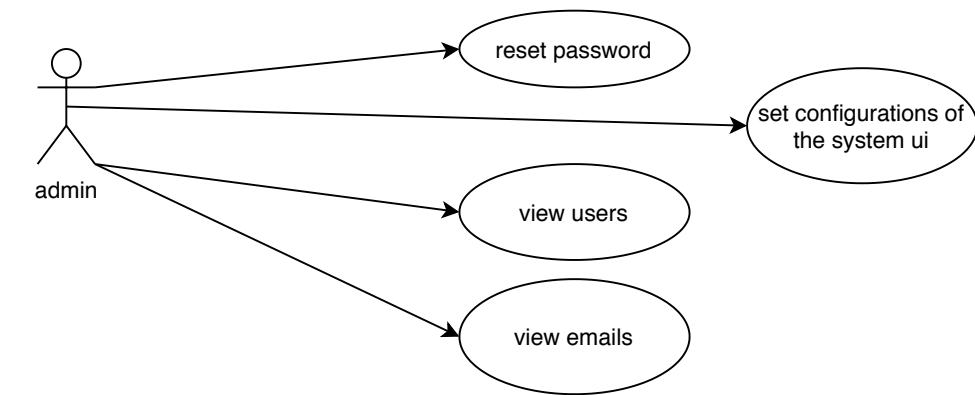 reset password
set configurations of
the system ui
admin
view users
view emails